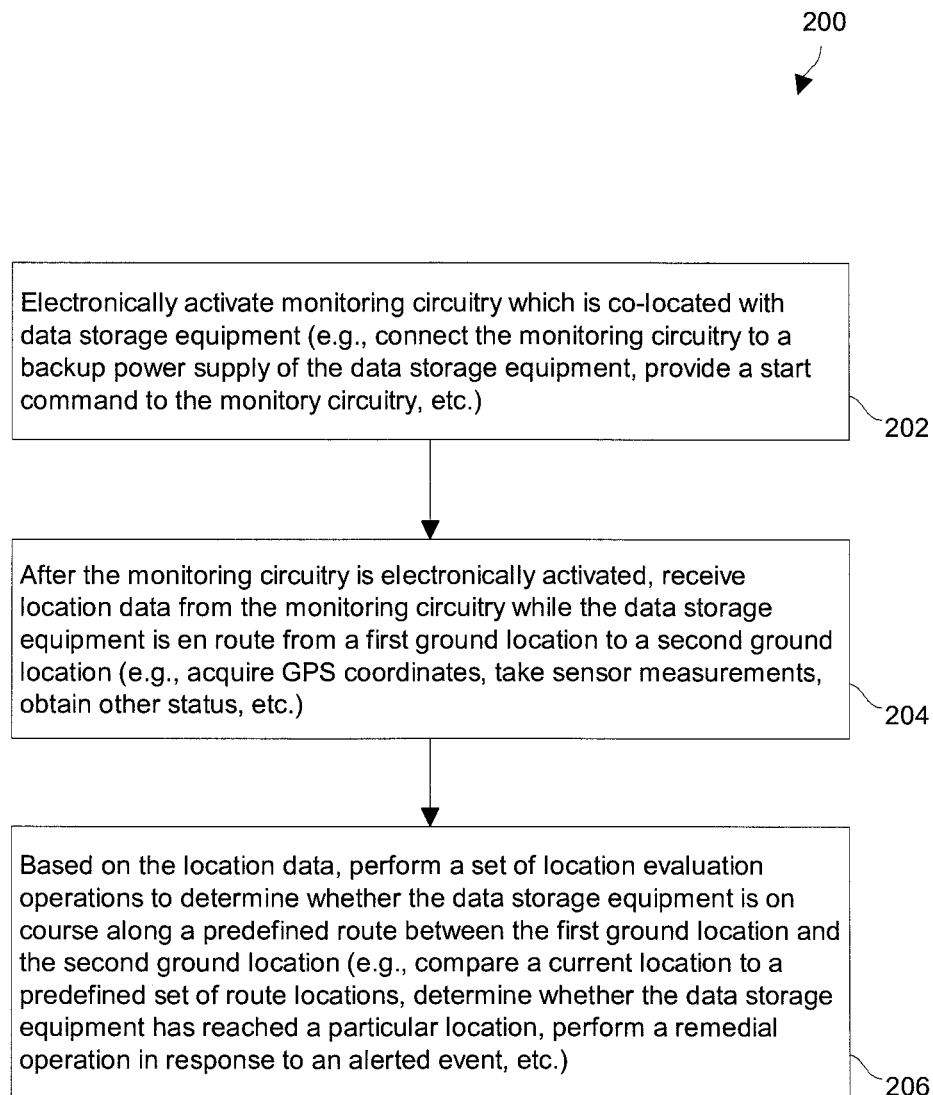 200
Electronically activate monitoring circuitry which is co-located with
data storage equipment (e.g., connect the monitoring circuitry to a
backup power supply of the data storage equipment, provide a start
command to the monitory circuitry, etc.)
202
After the monitoring circuitry is electronically activated, receive
location data from the monitoring circuitry while the data storage
equipment is en route from a first ground location to a second ground
location (e.g., acquire GPS coordinates, take sensor measurements,
obtain other status, etc.)
204
Based on the location data, perform a set of location evaluation
operations to determine whether the data storage equipment is on
course along a predefined route between the first ground location and
the second ground location (e.g., compare a current location to a
predefined set of route locations, determine whether the data storage
equipment has reached a particular location, perform a remedial
operation in response to an alerted event, etc.)
206